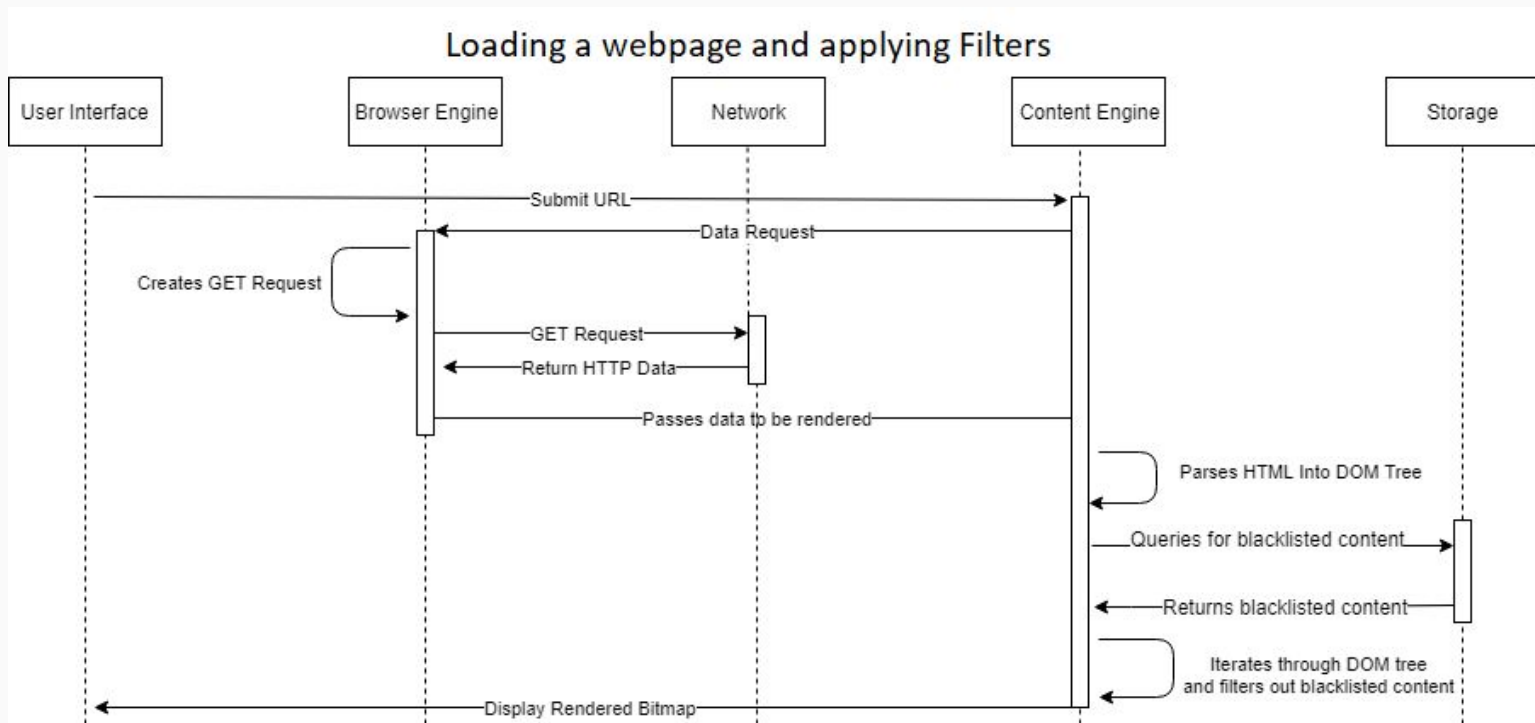 Loading a webpage and applying Filters
User Interface
Browser Engine
Network
Content Engine
Storage
Submit URL
Data Request
Creates GET Request
GET Request
Return HTTP Data
Passes data to be rendered
Parses HTML Into DOM Tree
Queries for blacklisted content
Returns blacklisted content
Iterates through DOM tree
and filters out blacklisted content
Display Rendered Bitmap